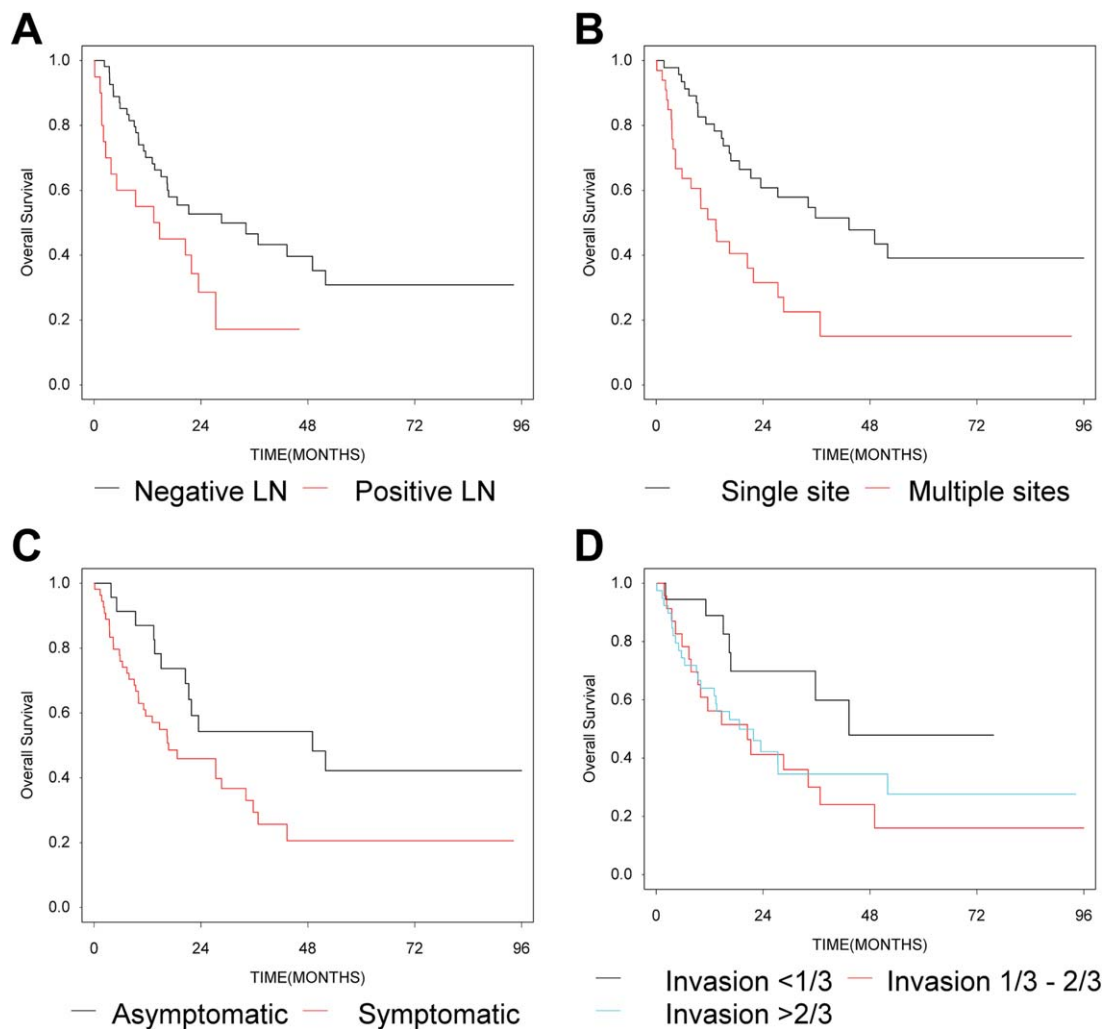 A
1.0
0.8
0.6
0.4
0.2
0.0
Overall Survival
0 24 48 72 96
TIME(MONTHS)
Negative LN Positive LN
B
1.0
0.8
0.6
0.4
0.2
0.0
Overall Survival
0 24 48 72 96
TIME(MONTHS)
Single site Multiple sites
C
1.0
0.8
0.6
0.4
0.2
0.0
Overall Survival
0 24 48 72 96
TIME(MONTHS)
Asymptomatic Symptomatic
D
1.0
0.8
0.6
0.4
0.2
0.0
Overall Survival
0 24 48 72 96
TIME(MONTHS)
Invasion <1/3 Invasion 1/3 - 2/3
Invasion >2/3